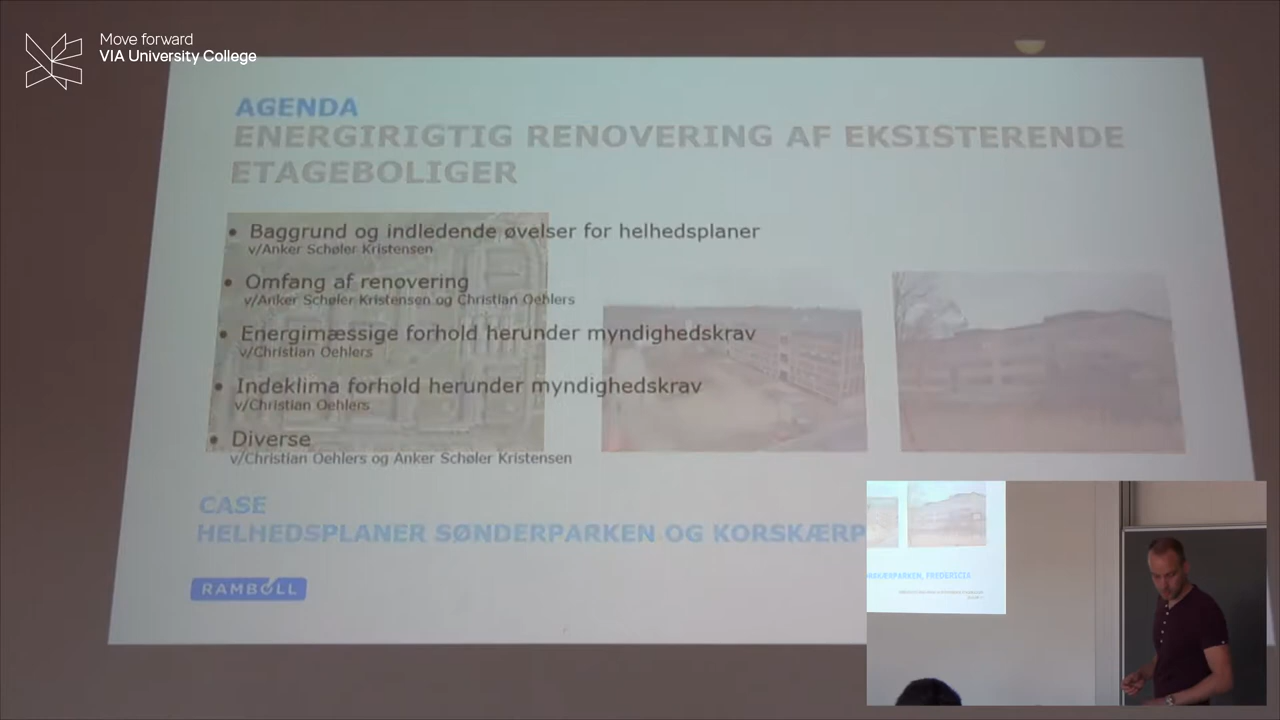 Move forward
VIA University College
AGENDA
ENERGIRIGTIG RENOVERING AF EKSISTERENDE
ETAGEBOLIGER
• Baggrund og indledende øvelser for helhedsplaner
v/Anker Schøler Kristensen
• Omfang af renovering
v/Anker Schøler Kristensen og Christian Oehlers
• Energimæssige forhold herunder myndighedskrav
v/Christian Oehlers
• Indeklima forhold herunder myndighedskrav
v/Christian Oehlers
• Diverse
v/Christian Oehlers og Anker Schøler Kristensen
CASE
HELHEDSPLANER SØNDERPARKEN OG KORSKÆRP
RAMBOLL
FREDERICIA